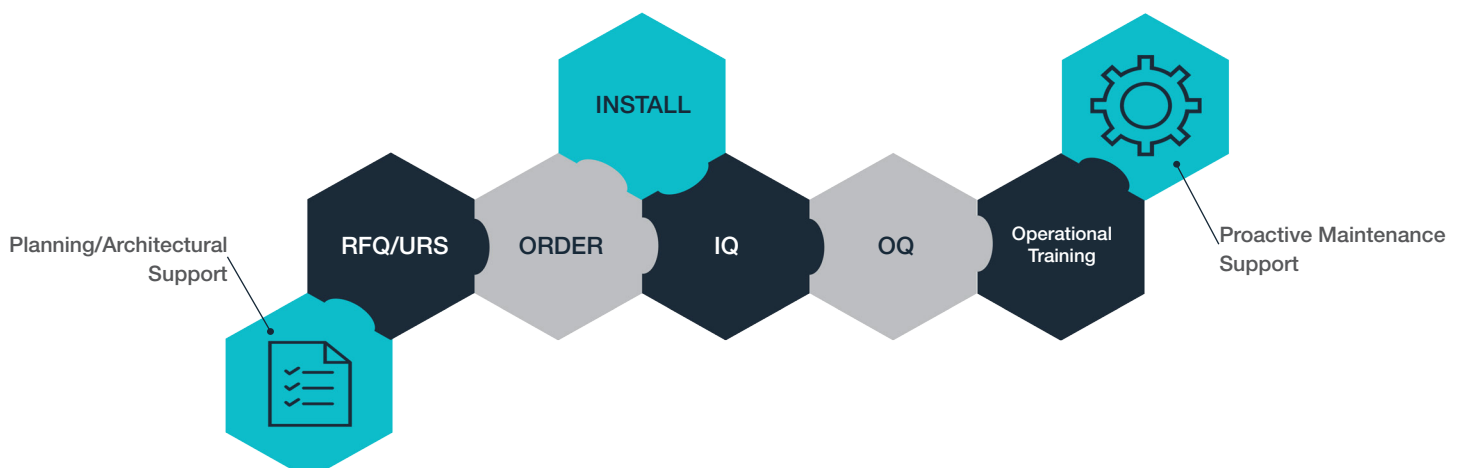 INSTALL
Planning/Architectural
Support
RFQ/URS
ORDER
IQ
OQ
Operational
Training
Proactive Maintenance
Support